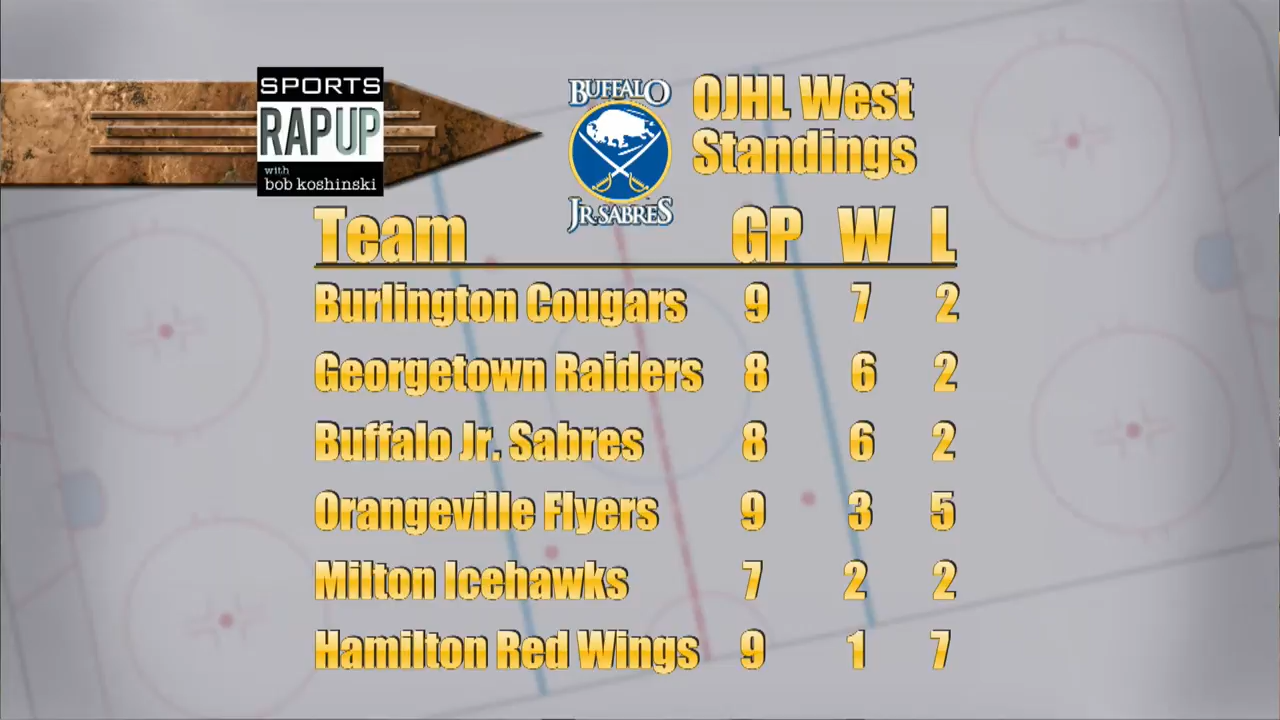 SPORTS
RAPUP
with
bob koshinski
BUFFALO
JR. SABRES
OJHL West
Standings
Team GP W L
Burlington Cougars 9 7 2
Georgetown Raiders 8 6 2
Buffalo Jr. Sabres 8 6 2
Orangeville Flyers 9 3 5
Milton Icehawks 7 2 2
Hamilton Red Wings 9 1 7